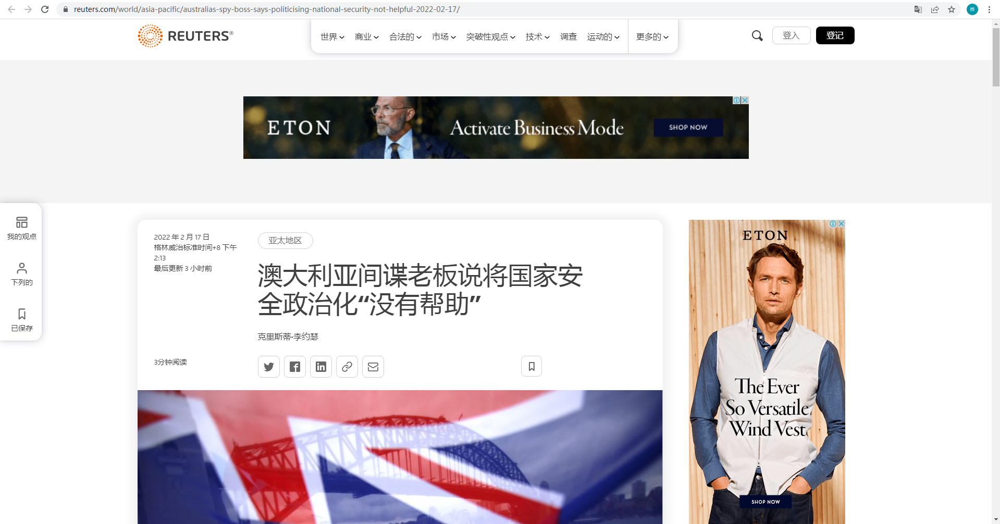 reuters.com/world/asia-pacific/australias-spy-boss-says-politicising-national-security-not-helpful-2022-02-17/
桦
REUTERS®
世界 商业 合法的 市场 突破性观点 技术 调查 运动的 更多的
登入 登记
ETON
Activate Business Mode
SHOP NOW
我的观点
下列的
已保存
2022 年 2 月 17 日
格林威治标准时间+8 下午
2:13
最后更新 3 小时前
亚太地区
澳大利亚间谍老板说将国家安
全政治化“没有帮助”
克里斯蒂·李约瑟
3分钟阅读
ETON
The Ever
So Versatile
Wind Vest
SHOP NOW